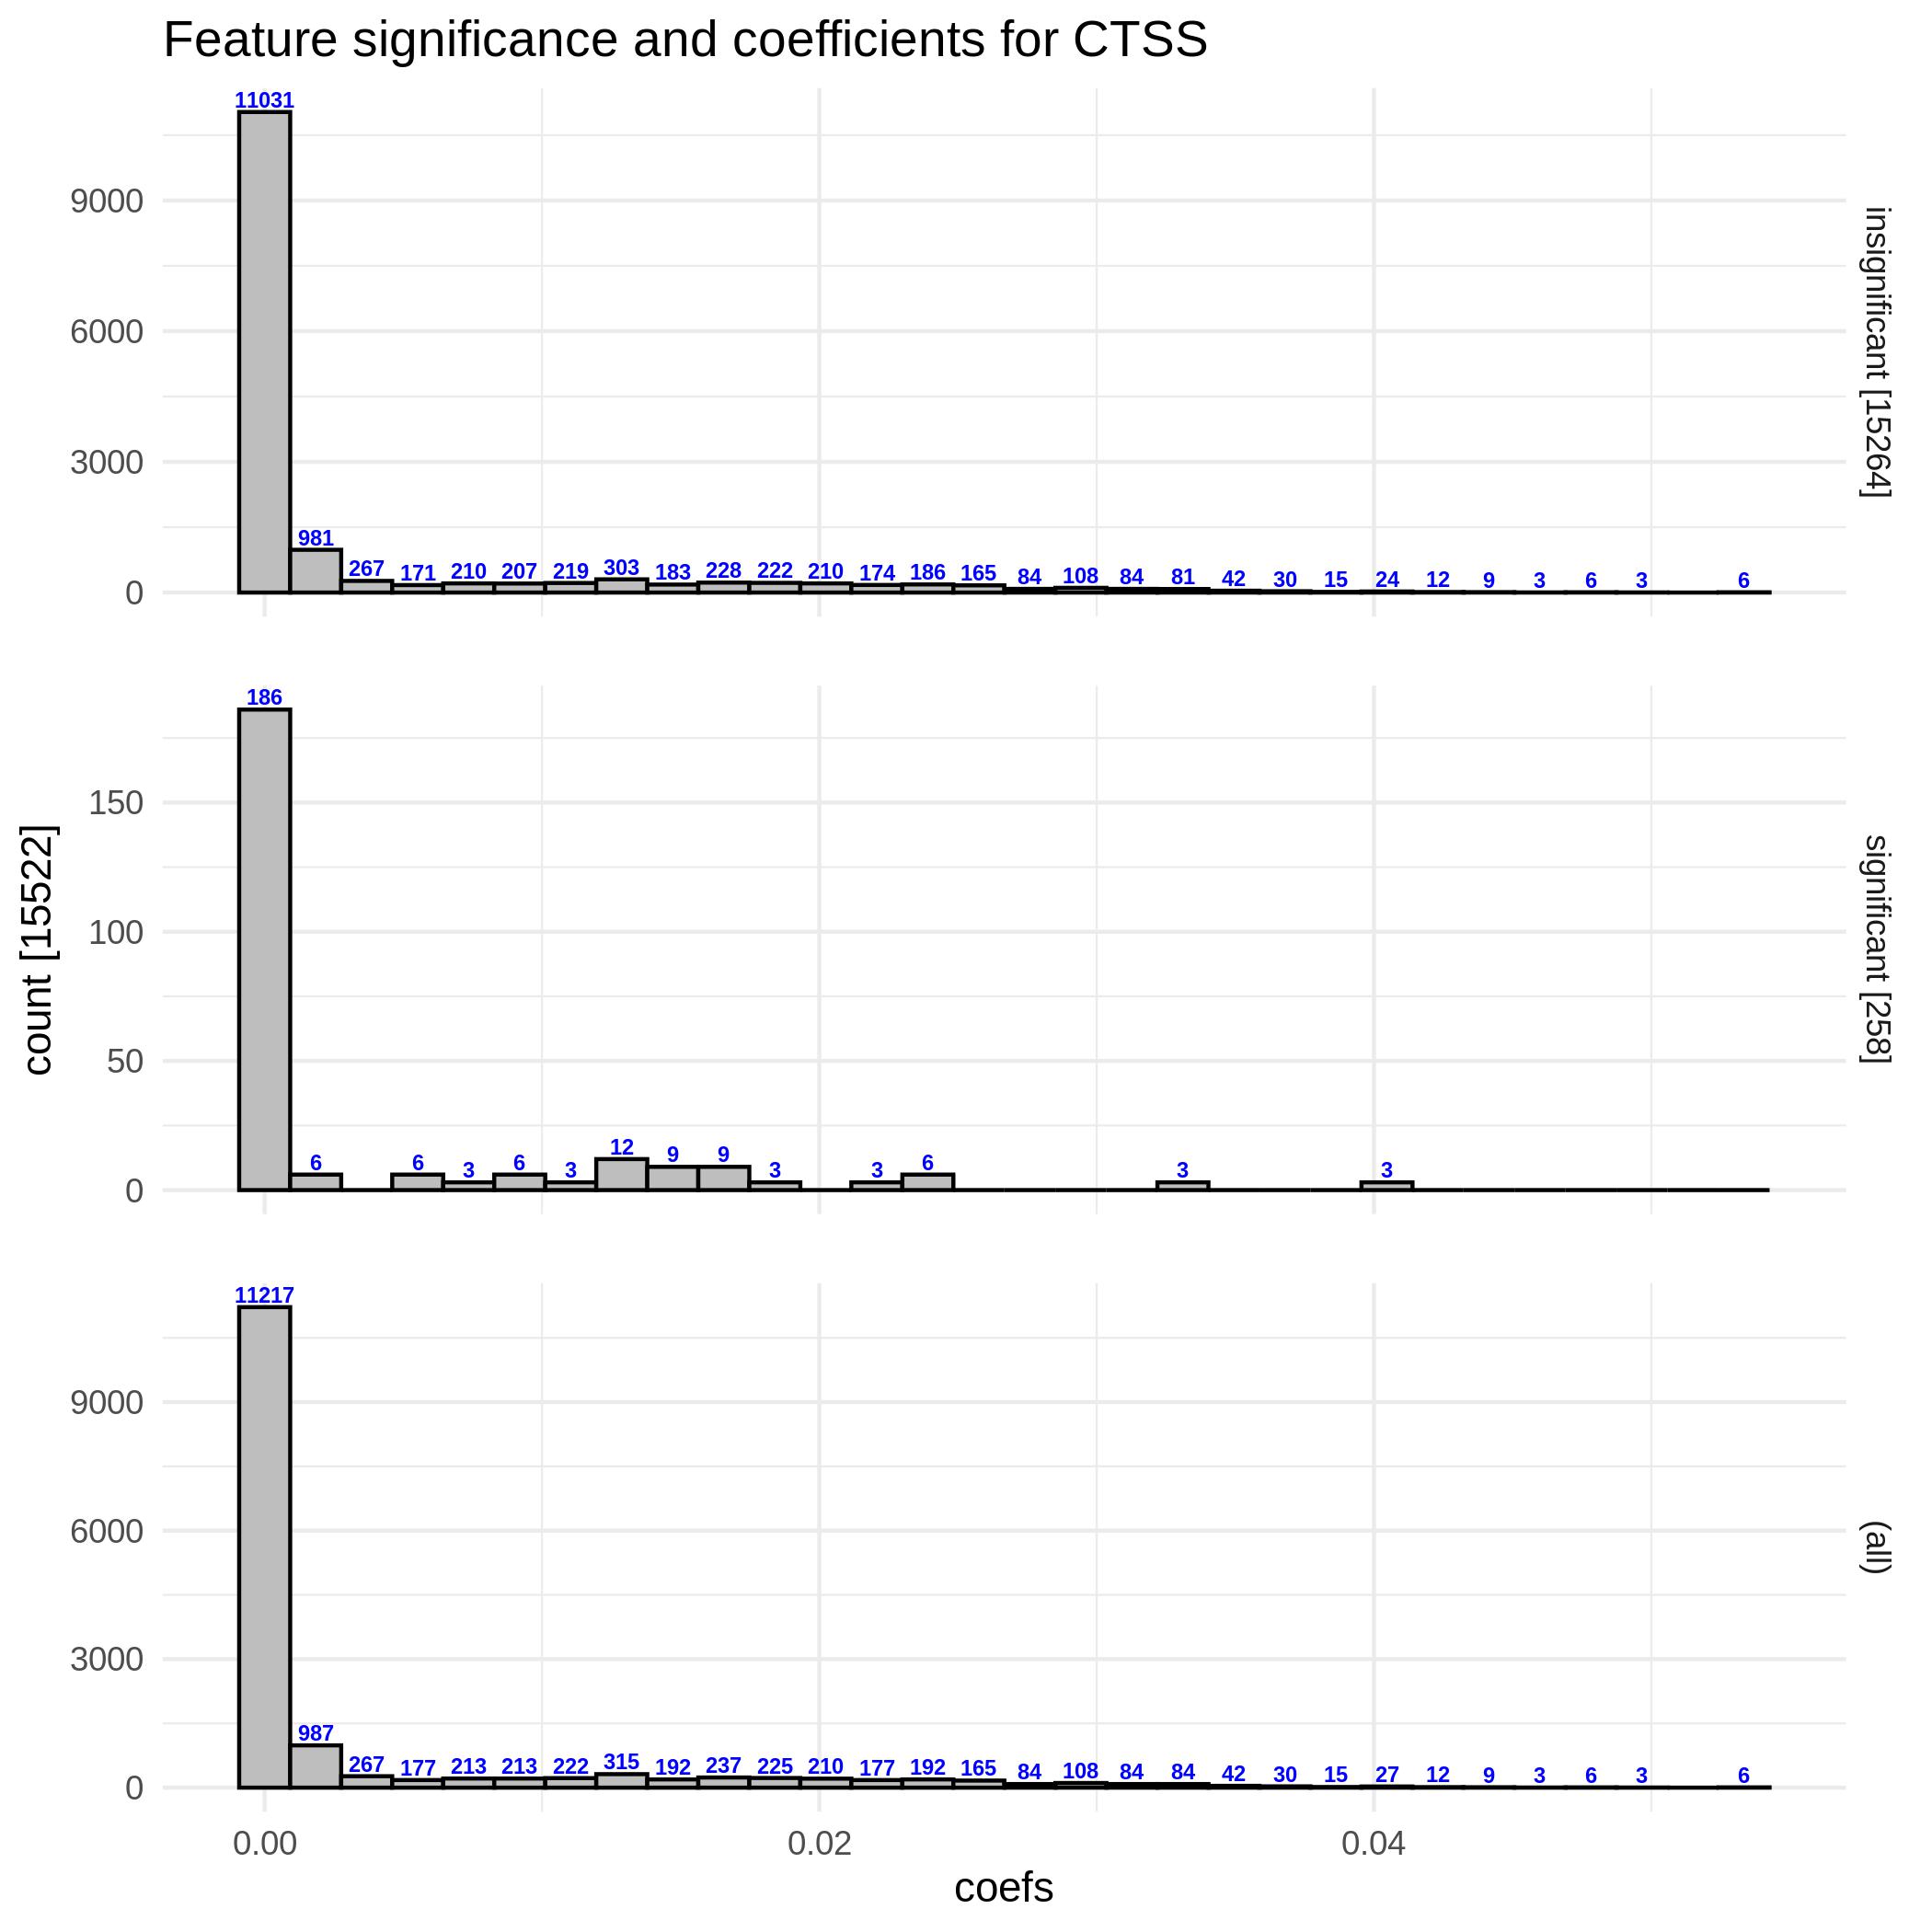 Feature significance and coefficients for CTSS
11031
981 267 171 210 207 219 303 183 228 222 210 174 186 165 84 108 84 81 42 30 15 24 12 9 3 6 3 6
9000
6000
3000
0
insignificant [15264]
186
6 6 3 6 3 12 9 9 3 3 6 3 3
150
100
50
0
significant [258]
count [15522]
11217
987 267 177 213 213 222 315 192 237 225 210 177 192 165 84 108 84 84 42 30 15 27 12 9 3 6 3 6
9000
6000
3000
0
(all)
0.00 0.02 0.04
coefs